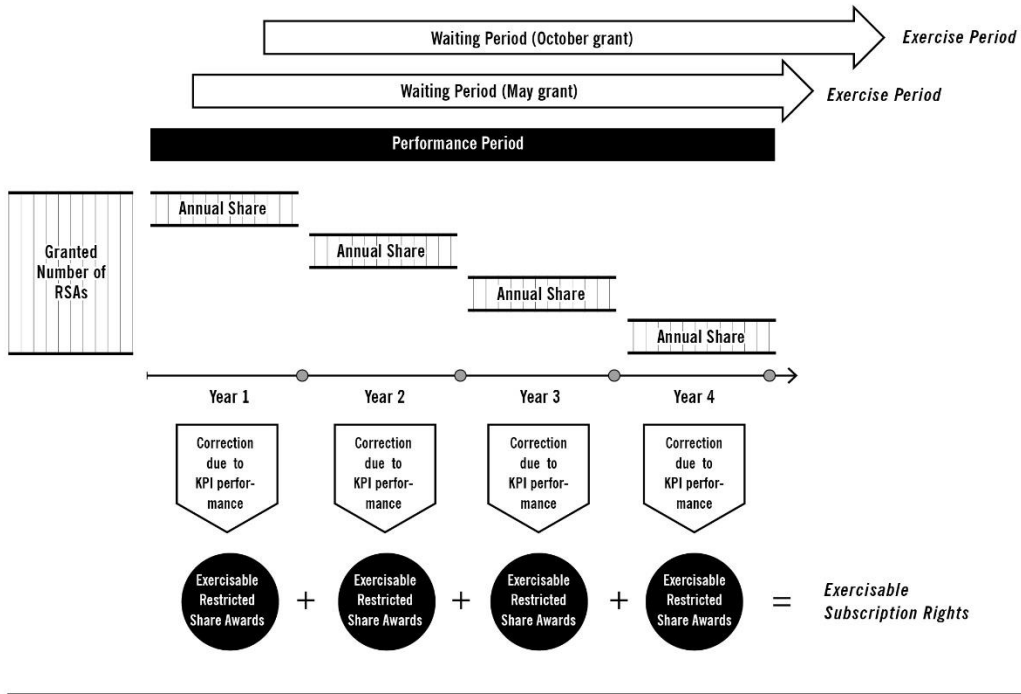 Waiting Period (October grant)
Exercise Period
Waiting Period (May grant)
Exercise Period
Performance Period
Granted
Number of
RSAs
Annual Share
Annual Share
Annual Share
Annual Share
Year 1
Year 2
Year 3
Year 4
Correction
due to
KPI perfor-
mance
Correction
due to
KPI perfor-
mance
Correction
due to
KPI perfor-
mance
Correction
due to
KPI perfor-
mance
Exercisable
Restricted
Share Awards
+
Exercisable
Restricted
Share Awards
+
Exercisable
Restricted
Share Awards
+
Exercisable
Restricted
Share Awards
=
Exercisable
Subscription Rights